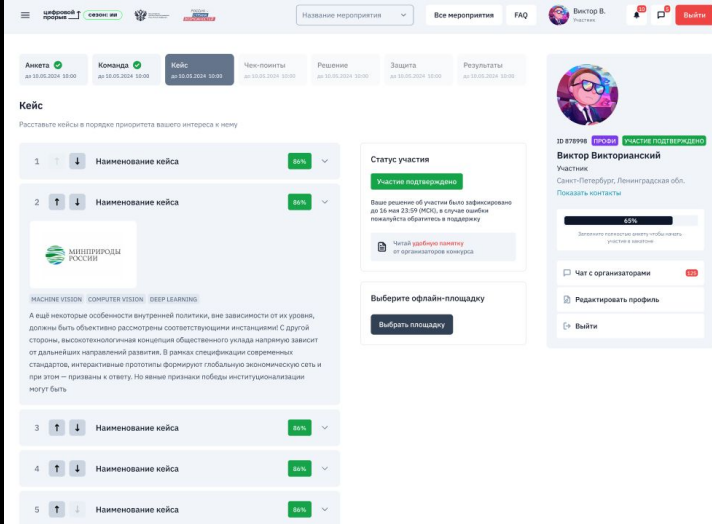 цифровой прорыв
сезон: ии
Название мероприятия
Все мероприятия
FAQ
Виктор В.
Участник
Выйти
Анкета
до 10.05.2024 10:00
Команда
до 10.05.2024 10:00
Кейс
до 10.05.2024 10:00
Чек-поинты
до 10.05.2024 10:00
Решение
до 10.05.2024 10:00
Защита
до 10.05.2024 10:00
Результаты
до 10.05.2024 10:00
Кейс
Расставьте кейсы в порядке приоритета вашего интереса к нему
1 ↑ ↓ Наименование кейса 86%
2 ↑ ↓ Наименование кейса 86%
МИНПРИРОДЫ
РОССИИ
MACHINE VISION COMPUTER VISION DEEP LEARNING
А ещё некоторые особенности внутренней политики, вне зависимости от их уровня,
должны быть объективно рассмотрены соответствующими инстанциями! С другой
стороны, высокотехнологичная концепция общественного уклада напрямую зависит
от дальнейших направлений развития. В рамках спецификации современных
стандартов, интерактивные прототипы формируют глобальную экономическую сеть и
при этом — призваны к ответу. Но явные признаки победы институционализации
могут быть
3 ↑ ↓ Наименование кейса 86%
4 ↑ ↓ Наименование кейса 86%
5 ↑ ↓ Наименование кейса 86%
Статус участия
Участие подтверждено
Ваше решение об участии было зафиксировано
до 16 мая 23:59 (МСК), в случае ошибки
пожалуйста обратитесь в поддержку
Читай удобную памятку
от организаторов конкурса
Выберите офлайн-площадку
Выбрать площадку
ID 878998 ПРОФИ УЧАСТИЕ ПОДТВЕРЖДЕНО
Виктор Викторианский
Участник
Санкт-Петербург, Ленинградская обл.
Показать контакты
65%
Заполните полностью анкету чтобы начать
участие в хакатоне
Чат с организаторами
Редактировать профиль
Выйти